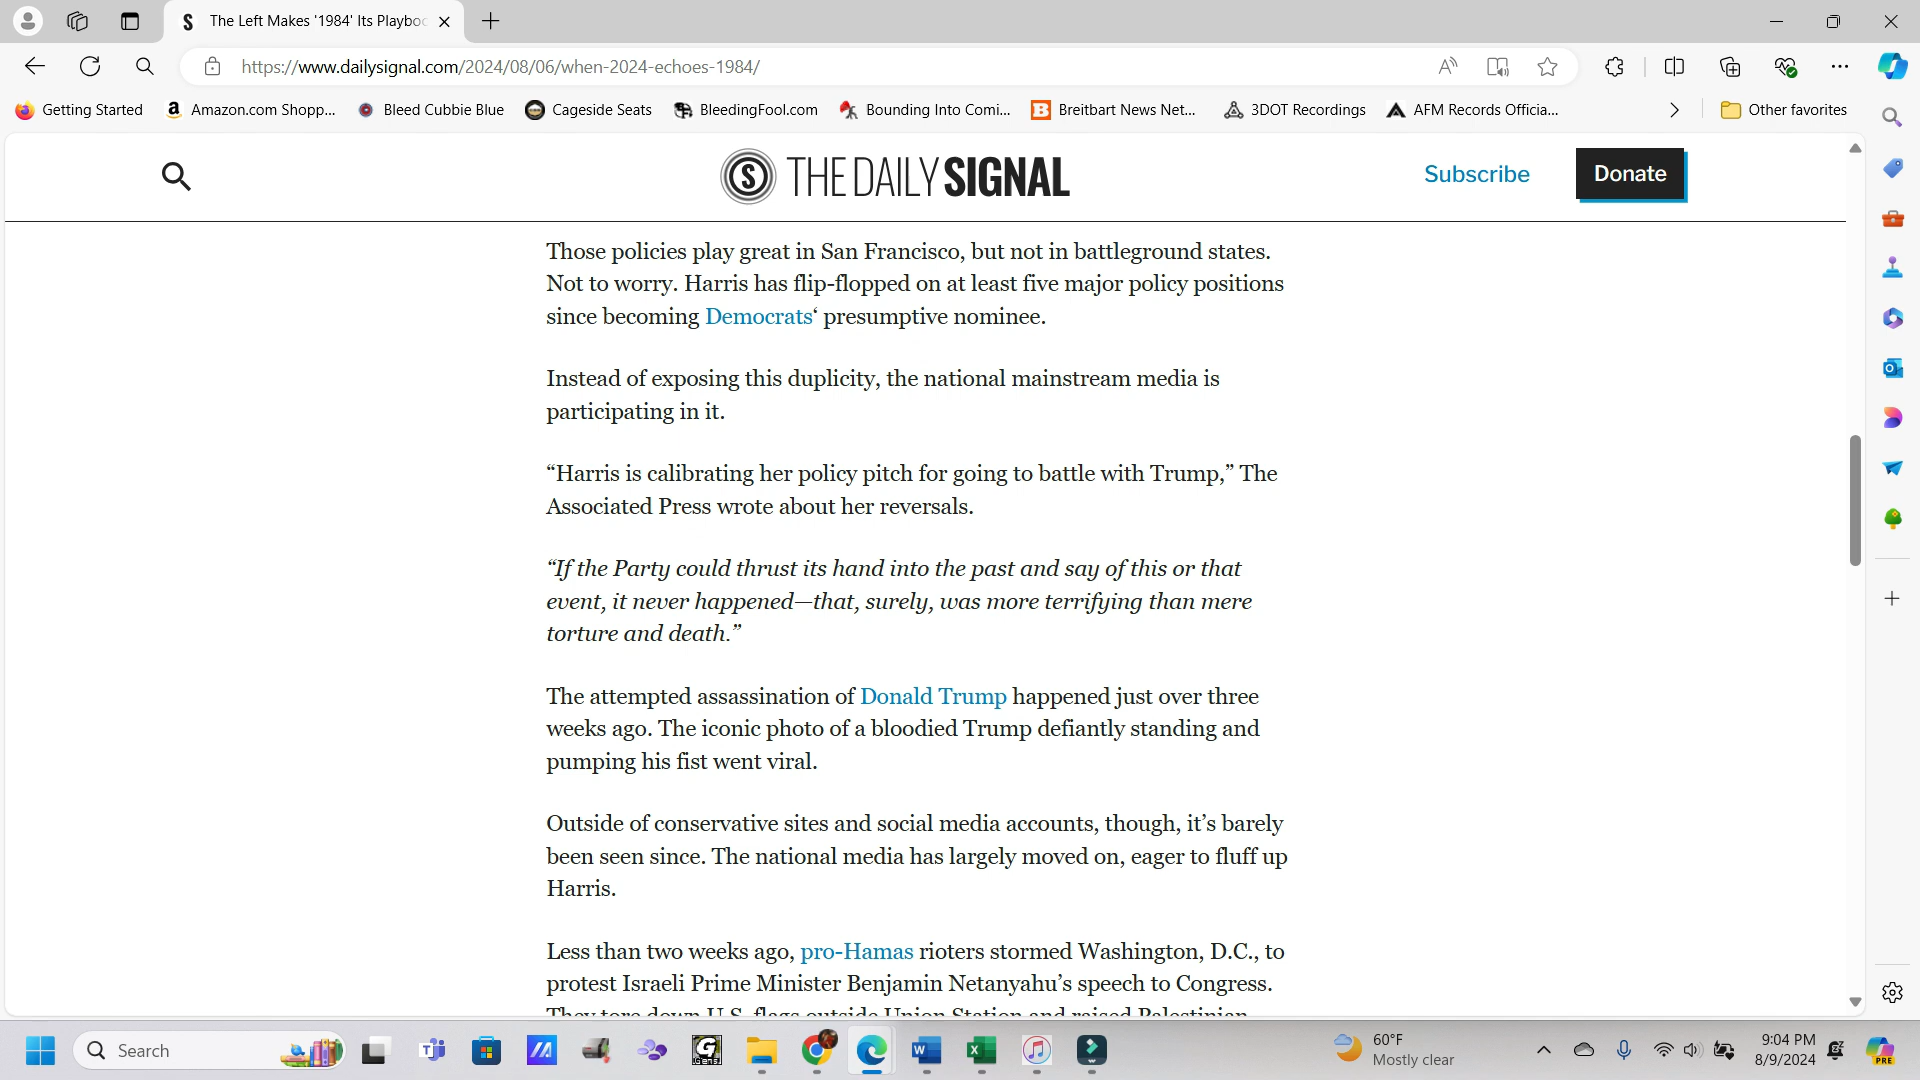 The Left Makes '1984' Its Playboo
https://www.dailysignal.com/2024/08/06/when-2024-echoes-1984/
Getting Started
Amazon.com Shopp...
Bleed Cubbie Blue
Cageside Seats
BleedingFool.com
Bounding Into Comi...
Breitbart News Net...
3DOT Recordings
AFM Records Officia...
Other favorites
THE DAILY SIGNAL
Subscribe
Donate
Those policies play great in San Francisco, but not in battleground states.
Not to worry. Harris has flip-flopped on at least five major policy positions
since becoming Democrats‘ presumptive nominee.
Instead of exposing this duplicity, the national mainstream media is
participating in it.
“Harris is calibrating her policy pitch for going to battle with Trump,” The
Associated Press wrote about her reversals.
“If the Party could thrust its hand into the past and say of this or that
event, it never happened—that, surely, was more terrifying than mere
torture and death.”
The attempted assassination of Donald Trump happened just over three
weeks ago. The iconic photo of a bloodied Trump defiantly standing and
pumping his fist went viral.
Outside of conservative sites and social media accounts, though, it’s barely
been seen since. The national media has largely moved on, eager to fluff up
Harris.
Less than two weeks ago, pro-Hamas rioters stormed Washington, D.C., to
protest Israeli Prime Minister Benjamin Netanyahu’s speech to Congress.
They tore down U.S. flags outside Union Station and raised Palestinian
Search
60°F
Mostly clear
9:04 PM
8/9/2024